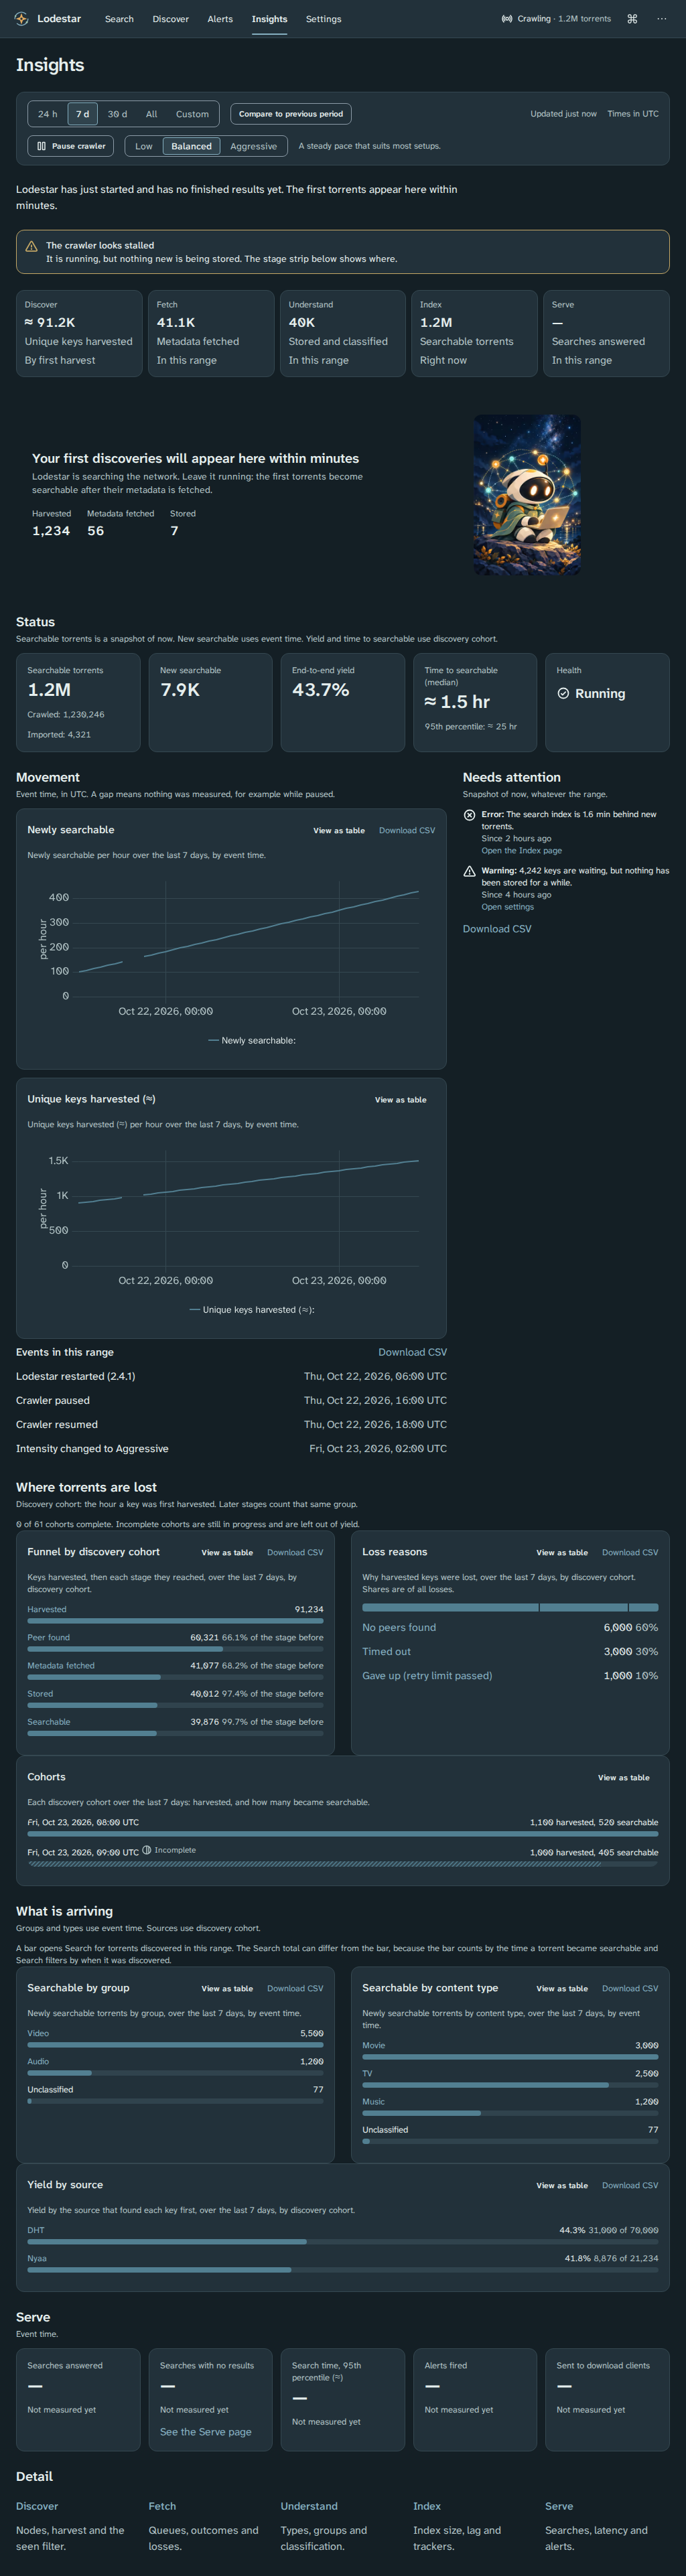 Lodestar
Search
Discover
Alerts
Insights
Settings
Crawling · 1.2M torrents
Insights
24 h
7 d
30 d
All
Custom
Compare to previous period
Updated just now
Times in UTC
Pause crawler
Low
Balanced
Aggressive
A steady pace that suits most setups.
Lodestar has just started and has no finished results yet. The first torrents appear here within
minutes.
The crawler looks stalled
It is running, but nothing new is being stored. The stage strip below shows where.
Discover
≈ 91.2K
Unique keys harvested
By first harvest
Fetch
41.1K
Metadata fetched
In this range
Understand
40K
Stored and classified
In this range
Index
1.2M
Searchable torrents
Right now
Serve
—
Searches answered
In this range
Your first discoveries will appear here within minutes
Lodestar is searching the network. Leave it running: the first torrents become
searchable after their metadata is fetched.
Harvested
1,234
Metadata fetched
56
Stored
7
Status
Searchable torrents is a snapshot of now. New searchable uses event time. Yield and time to searchable use discovery cohort.
Searchable torrents
1.2M
Crawled: 1,230,246
Imported: 4,321
New searchable
7.9K
End-to-end yield
43.7%
Time to searchable
(median)
≈ 1.5 hr
95th percentile: ≈ 25 hr
Health
Running
Movement
Event time, in UTC. A gap means nothing was measured, for example while paused.
Newly searchable
View as table
Download CSV
Newly searchable per hour over the last 7 days, by event time.
per hour
400
300
200
100
0
Oct 22, 2026, 00:00
Oct 23, 2026, 00:00
Newly searchable:
Unique keys harvested (≈)
View as table
Unique keys harvested (≈) per hour over the last 7 days, by event time.
per hour
1.5K
1K
500
0
Oct 22, 2026, 00:00
Oct 23, 2026, 00:00
Unique keys harvested (≈):
Events in this range
Download CSV
Lodestar restarted (2.4.1)
Thu, Oct 22, 2026, 06:00 UTC
Crawler paused
Thu, Oct 22, 2026, 16:00 UTC
Crawler resumed
Thu, Oct 22, 2026, 18:00 UTC
Intensity changed to Aggressive
Fri, Oct 23, 2026, 02:00 UTC
Needs attention
Snapshot of now, whatever the range.
Error: The search index is 1.6 min behind new
torrents.
Since 2 hours ago
Open the Index page
Warning: 4,242 keys are waiting, but nothing has
been stored for a while.
Since 4 hours ago
Open settings
Download CSV
Where torrents are lost
Discovery cohort: the hour a key was first harvested. Later stages count that same group.
0 of 61 cohorts complete. Incomplete cohorts are still in progress and are left out of yield.
Funnel by discovery cohort
View as table
Download CSV
Keys harvested, then each stage they reached, over the last 7 days, by
discovery cohort.
Harvested
91,234
Peer found
60,321 66.1% of the stage before
Metadata fetched
41,077 68.2% of the stage before
Stored
40,012 97.4% of the stage before
Searchable
39,876 99.7% of the stage before
Loss reasons
View as table
Download CSV
Why harvested keys were lost, over the last 7 days, by discovery cohort.
Shares are of all losses.
No peers found
6,000 60%
Timed out
3,000 30%
Gave up (retry limit passed)
1,000 10%
Cohorts
View as table
Each discovery cohort over the last 7 days: harvested, and how many became searchable.
Fri, Oct 23, 2026, 08:00 UTC
1,100 harvested, 520 searchable
Fri, Oct 23, 2026, 09:00 UTC
Incomplete
1,000 harvested, 405 searchable
What is arriving
Groups and types use event time. Sources use discovery cohort.
A bar opens Search for torrents discovered in this range. The Search total can differ from the bar, because the bar counts by the time a torrent became searchable and
Search filters by when it was discovered.
Searchable by group
View as table
Download CSV
Newly searchable torrents by group, over the last 7 days, by event time.
Video
5,500
Audio
1,200
Unclassified
77
Searchable by content type
View as table
Download CSV
Newly searchable torrents by content type, over the last 7 days, by event
time.
Movie
3,000
TV
2,500
Music
1,200
Unclassified
77
Yield by source
View as table
Download CSV
Yield by the source that found each key first, over the last 7 days, by discovery cohort.
DHT
44.3% 31,000 of 70,000
Nyaa
41.8% 8,876 of 21,234
Serve
Event time.
Searches answered
—
Not measured yet
Searches with no results
—
Not measured yet
See the Serve page
Search time, 95th
percentile (≈)
—
Not measured yet
Alerts fired
—
Not measured yet
Sent to download clients
—
Not measured yet
Detail
Discover
Nodes, harvest and the
seen filter.
Fetch
Queues, outcomes and
losses.
Understand
Types, groups and
classification.
Index
Index size, lag and
trackers.
Serve
Searches, latency and
alerts.